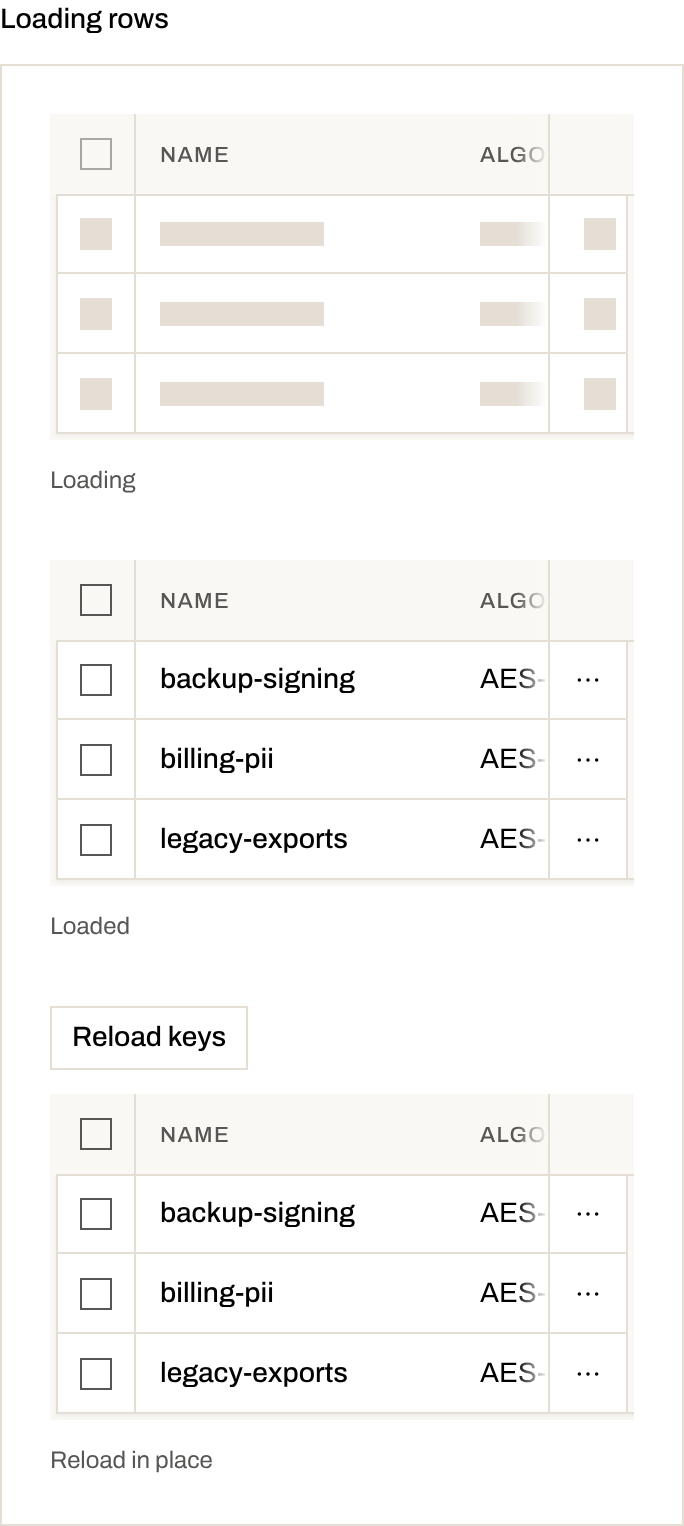 Loading rows
NAME ALGO
Loading
NAME ALGO
backup-signing AES- ...
billing-pii AES- ...
legacy-exports AES- ...
Loaded
Reload keys
NAME ALGO
backup-signing AES- ...
billing-pii AES- ...
legacy-exports AES- ...
Reload in place